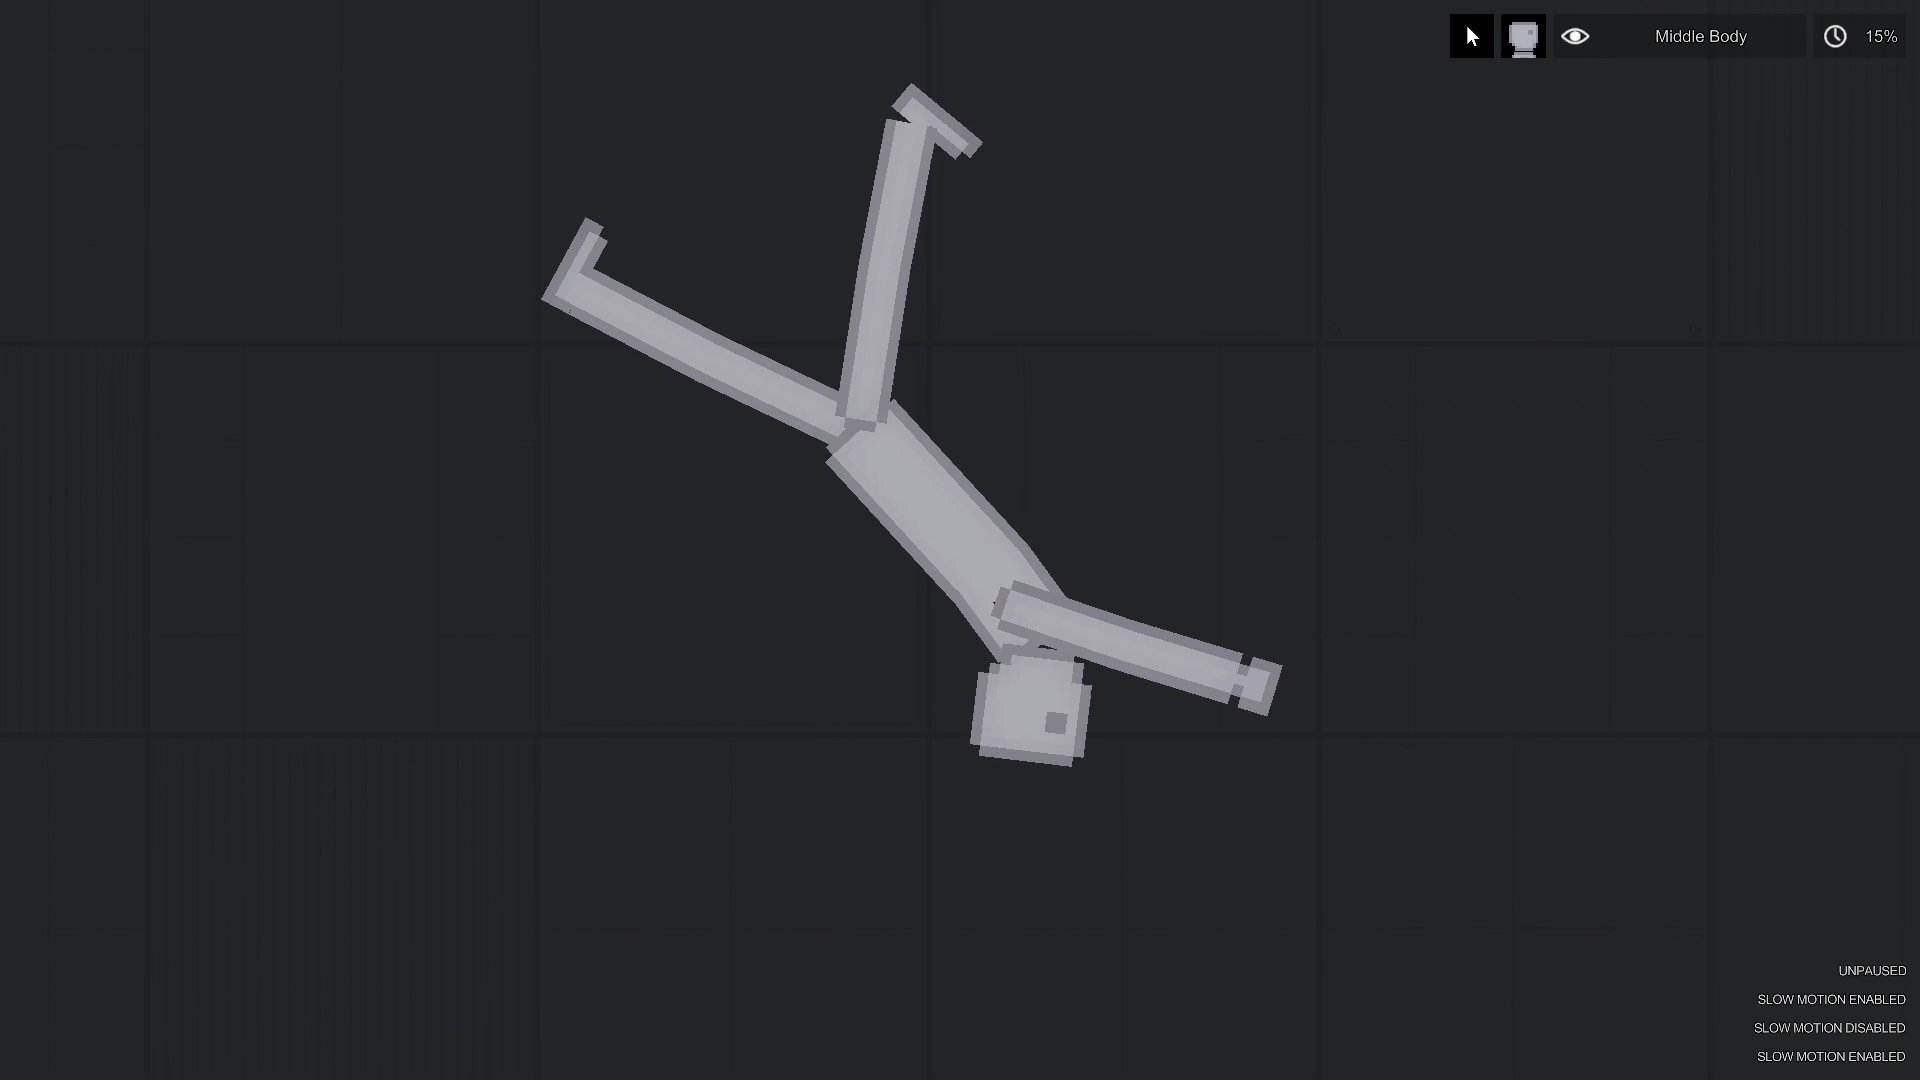 Middle Body
15%
UNPAUSED
SLOW MOTION ENABLED
SLOW MOTION DISABLED
SLOW MOTION ENABLED